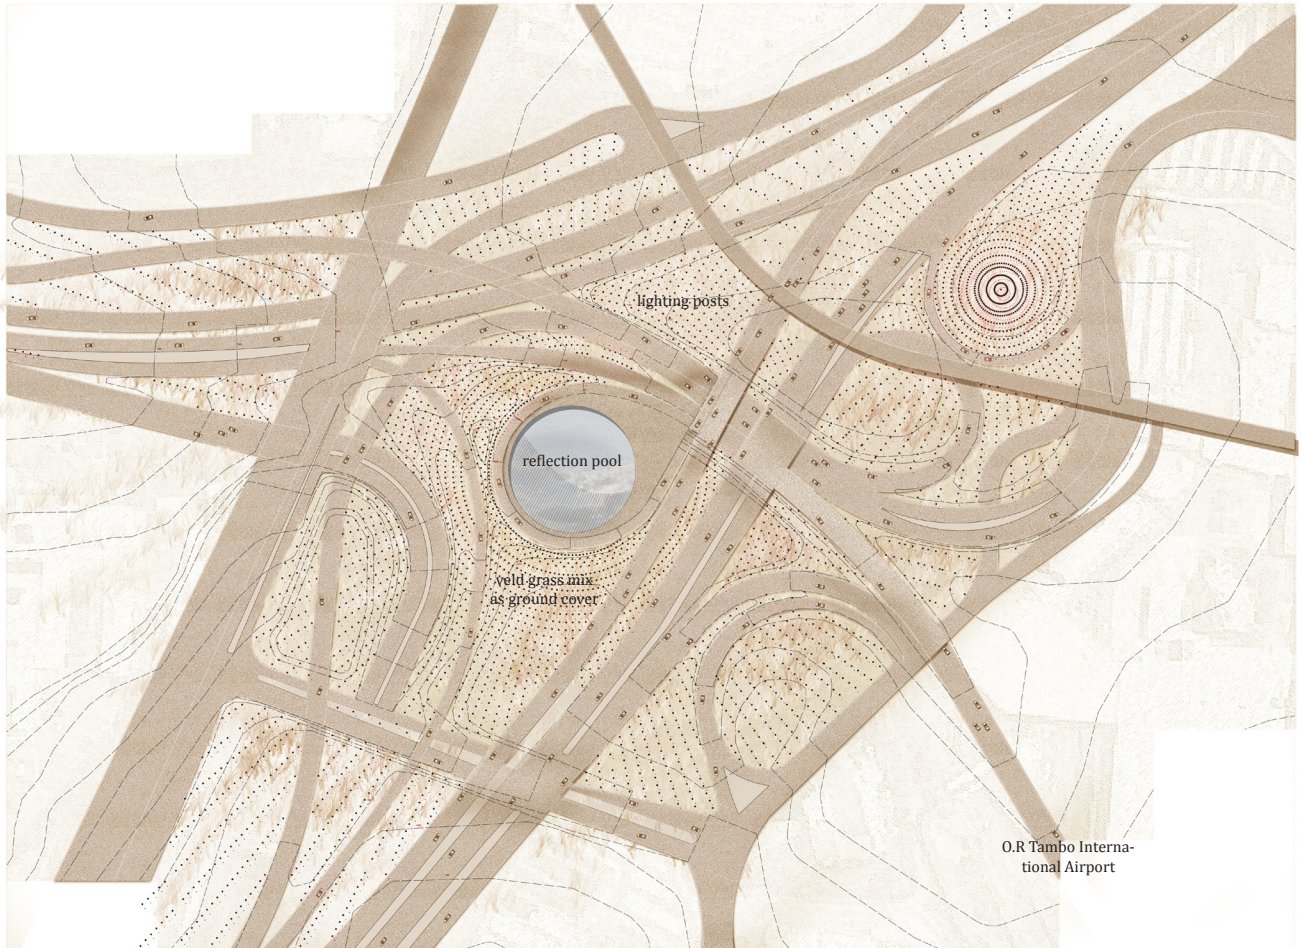 lighting posts
reflection pool
veld grass mix
as ground cover
O.R Tambo Interna-
tional Airport